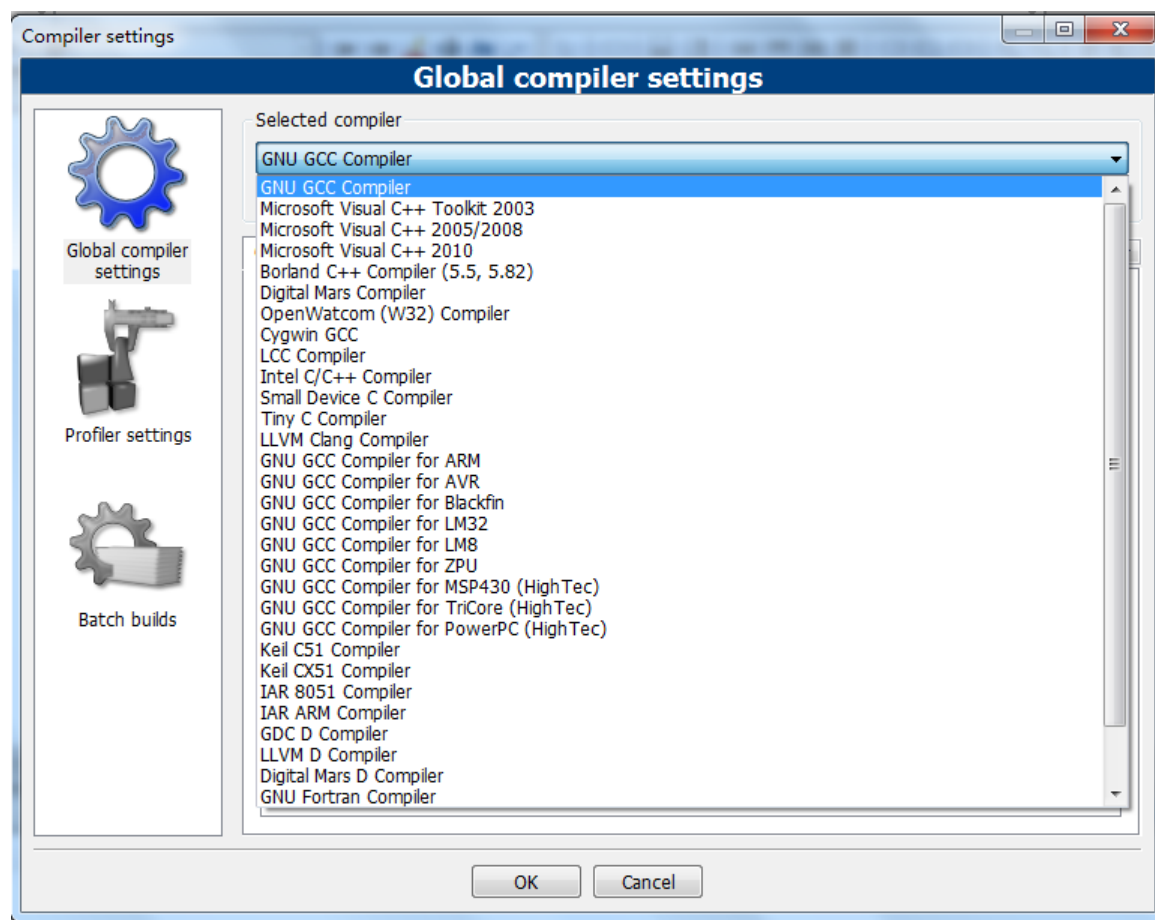 Compiler settings
Global compiler settings
Global compiler
settings
Profiler settings
Batch builds
Selected compiler
GNU GCC Compiler
GNU GCC Compiler
Microsoft Visual C++ Toolkit 2003
Microsoft Visual C++ 2005/2008
Microsoft Visual C++ 2010
Borland C++ Compiler (5.5, 5.82)
Digital Mars Compiler
OpenWatcom (W32) Compiler
Cygwin GCC
LCC Compiler
Intel C/C++ Compiler
Small Device C Compiler
Tiny C Compiler
LLVM Clang Compiler
GNU GCC Compiler for ARM
GNU GCC Compiler for AVR
GNU GCC Compiler for Blackfin
GNU GCC Compiler for LM32
GNU GCC Compiler for LM8
GNU GCC Compiler for ZPU
GNU GCC Compiler for MSP430 (HighTec)
GNU GCC Compiler for TriCore (HighTec)
GNU GCC Compiler for PowerPC (HighTec)
Keil C51 Compiler
Keil CX51 Compiler
IAR 8051 Compiler
IAR ARM Compiler
GDC D Compiler
LLVM D Compiler
Digital Mars D Compiler
GNU Fortran Compiler
OK
Cancel